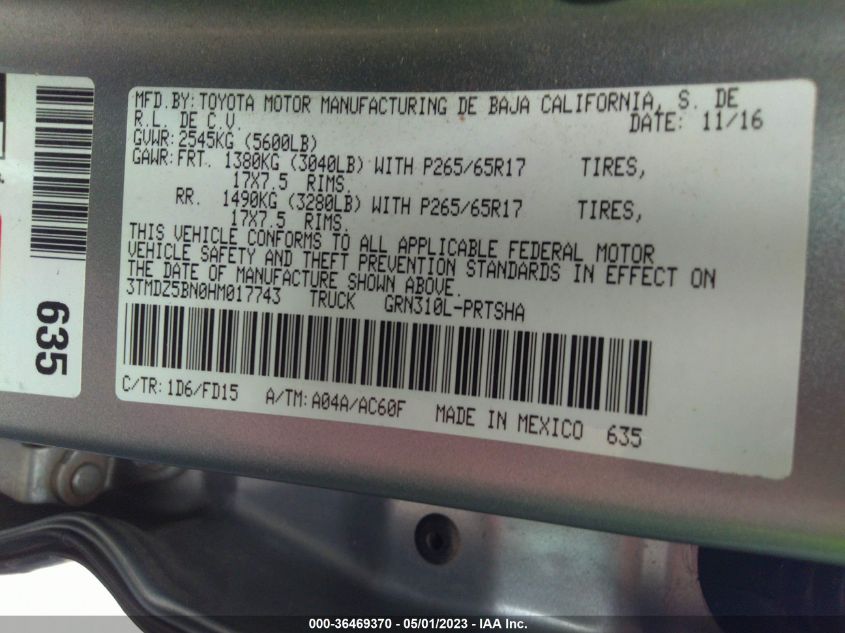 MFD.BY:TOYOTA MOTOR MANUFACTURING DE BAJA CALIFORNIA, S. DE
R.L. DE C.V. DATE: 11/16
GVWR:2545KG (5600LB)
GAWR:FRT. 1380KG (3040LB) WITH P265/65R17 TIRES,
17X7.5 RIMS.
RR. 1490KG (3280LB) WITH P265/65R17 TIRES,
17X7.5 RIMS.
THIS VEHICLE CONFORMS TO ALL APPLICABLE FEDERAL MOTOR
VEHICLE SAFETY AND THEFT PREVENTION STANDARDS IN EFFECT ON
THE DATE OF MANUFACTURE SHOWN ABOVE.
3TMDZ5BN0HM017743 TRUCK GRN310L-PRTSHA
C/TR:1D6/FD15 A/TM:A04A/AC60F MADE IN MEXICO 635
635
000-36469370 - 05/01/2023 - IAA Inc.